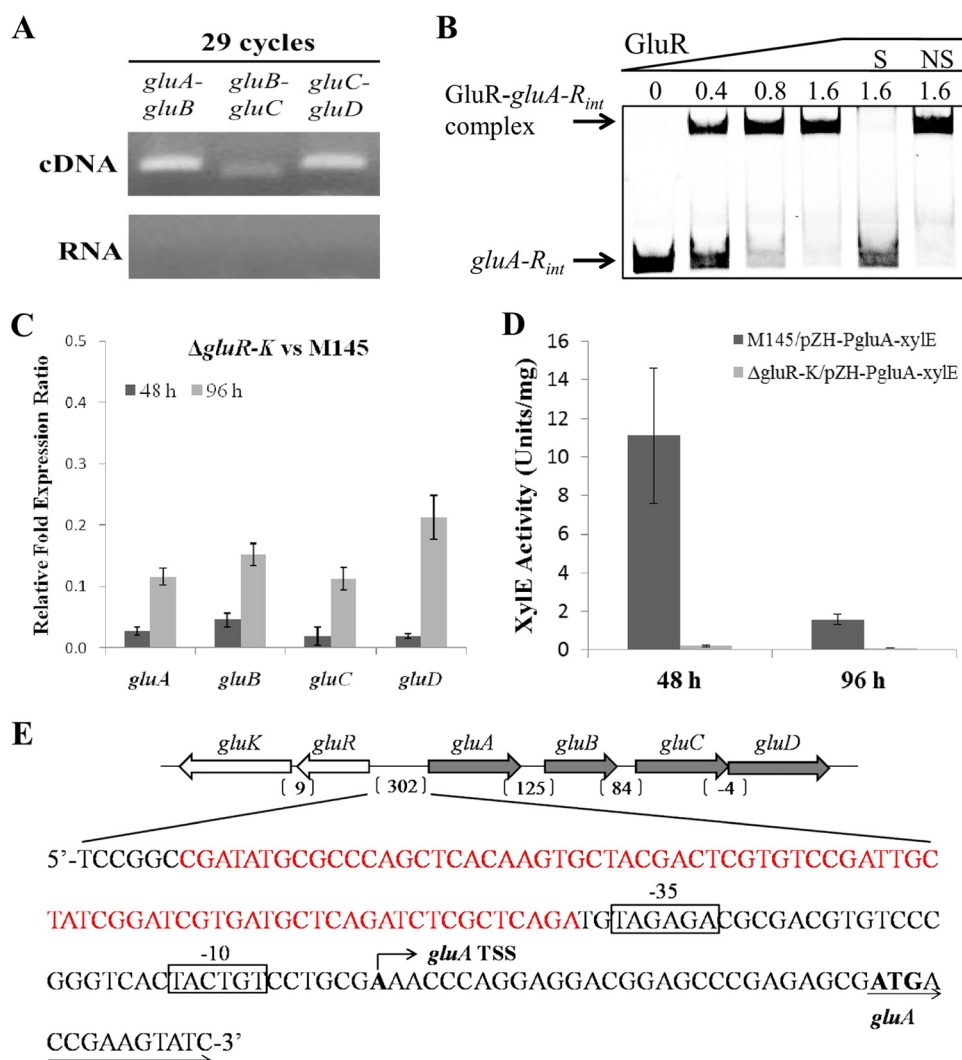 A
29 cycles
gluA-gluB gluB-gluC gluC-gluD
cDNA
RNA
B
GluR
S NS
0 0.4 0.8 1.6 1.6 1.6
GluR-gluA-Rint complex
gluA-Rint
C
ΔgluR-K vs M145
48 h 96 h
Relative Fold Expression Ratio
0.5
0.4
0.3
0.2
0.1
0.0
gluA gluB gluC gluD
D
M145/pZH-PgluA-xylE
ΔgluR-K/pZH-PgluA-xylE
XylE Activity (Units/mg)
16
14
12
10
8
6
4
2
0
48 h 96 h
E
gluK gluR gluA gluB gluC gluD
9 302 125 84 -4
5’-TCCGGCCGATATGCGCCCAGCTCACAAGTGCTACGACTCGTGTCCGATTGC
-35
TATCGGATCGTGATGCTCAGATCTCGCTCAGATGTAGAGACGCGACGTGTCCC
-10 gluA TSS
GGGTCACTACTGTCCTGCGAAACCCAGGAGGACGGAGCCCGAGAGCGATGA
gluA
CCGAAGTATC-3’